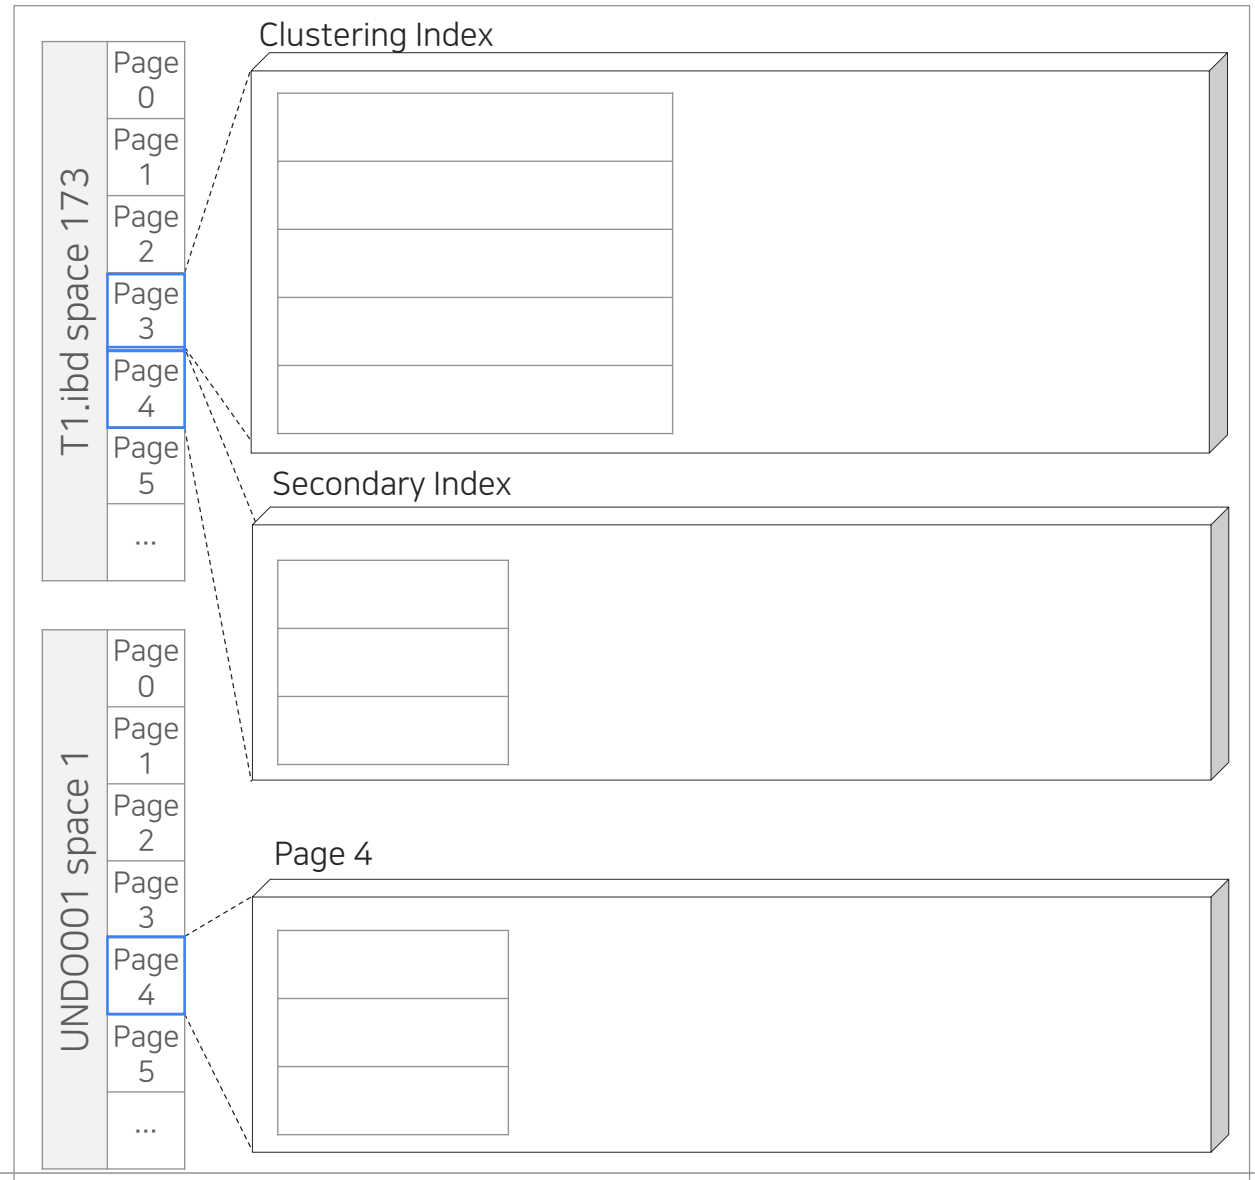 Clustering Index
T1.ibd space 173
Page
0
Page
1
Page
2
Page
3
Page
4
Page
5
...
Secondary Index
UNDO001 space 1
Page
0
Page
1
Page
2
Page
3
Page
4
Page
5
...
Page 4